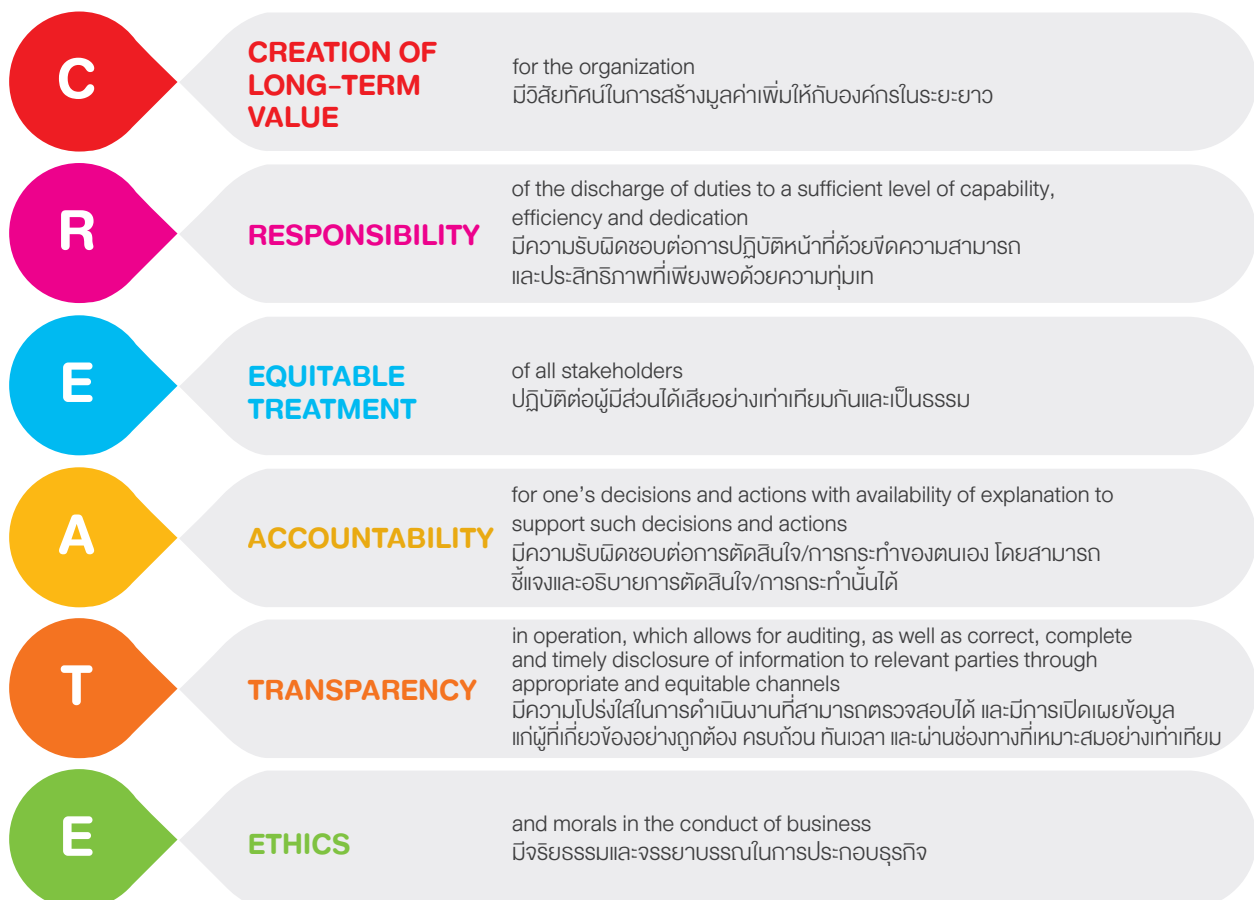 C
CREATION OF
LONG-TERM
VALUE
for the organization
มีวิสัยทัศน์ในการสร้างมูลค่าเพิ่มให้กับองค์กรในระยะยาว
R
RESPONSIBILITY
of the discharge of duties to a sufficient level of capability,
efficiency and dedication
มีความรับผิดชอบต่อการปฏิบัติหน้าที่ด้วยขีดความสามารถ
และประสิทธิภาพที่เพียงพอด้วยความทุ่มเท
E
EQUITABLE
TREATMENT
of all stakeholders
ปฏิบัติต่อผู้มีส่วนได้เสียอย่างเท่าเทียมกันและเป็นธรรม
A
ACCOUNTABILITY
for one’s decisions and actions with availability of explanation to
support such decisions and actions
มีความรับผิดชอบต่อการตัดสินใจ/การกระทำของตนเอง โดยสามารถ
ชี้แจงและอธิบายการตัดสินใจ/การกระทำนั้นได้
T
TRANSPARENCY
in operation, which allows for auditing, as well as correct, complete
and timely disclosure of information to relevant parties through
appropriate and equitable channels
มีความโปร่งใสในการดำเนินงานที่สามารถตรวจสอบได้ และมีการเปิดเผยข้อมูล
แก่ผู้ที่เกี่ยวข้องอย่างถูกต้อง ครบถ้วน ทันเวลา และผ่านช่องทางที่เหมาะสมอย่างเท่าเทียม
E
ETHICS
and morals in the conduct of business
มีจริยธรรมและจรรยาบรรณในการประกอบธุรกิจ